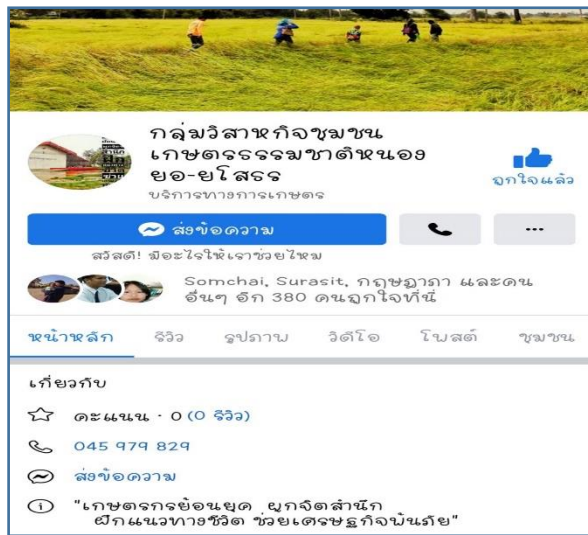 กลุ่มวิสาหกิจชุมชน
เกษตรธรรมชาติหนอง
ยอ-ยโสธร
บริการทางการเกษตร
ถูกใจแล้ว
ส่งข้อความ
...
สวัสดี! มีอะไรให้เราช่วยไหม
Somchai, Surasit, กฤษฎาภา และคน
อื่นๆ อีก 380 คนถูกใจที่นี่
หน้าหลัก รีวิว รูปภาพ วิดีโอ โพสต์ ชุมชน
เกี่ยวกับ
คะแนน · 0 (0 รีวิว)
045 979 829
ส่งข้อความ
"เกษตรกรย้อนยุค ผูกจิตสำนึก
ฝึกแนวทางชีวิต ช่วยเศรษฐกิจพ้นภัย"